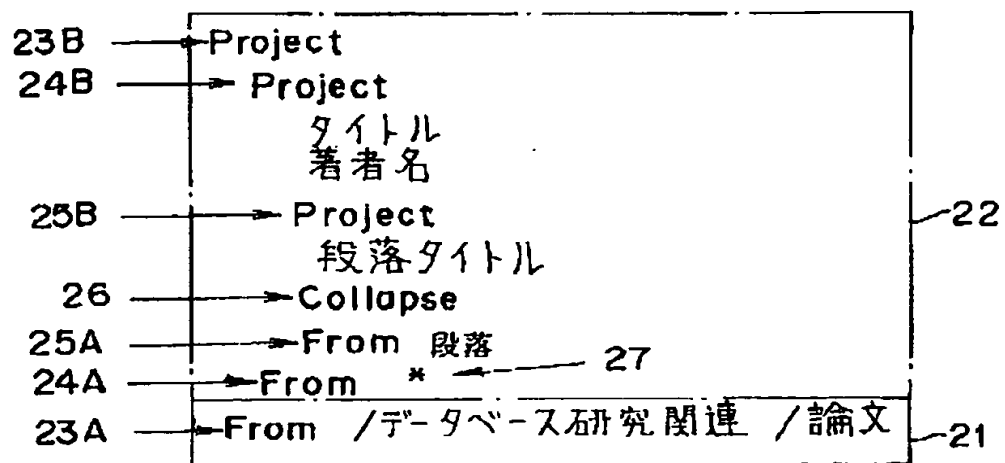 23B Project
24B Project
タイトル
著者名
25B Project 22
段落タイトル
26 Collapse
25A From 段落 27
24A From *
23A From /データベース研究関連 /論文 21